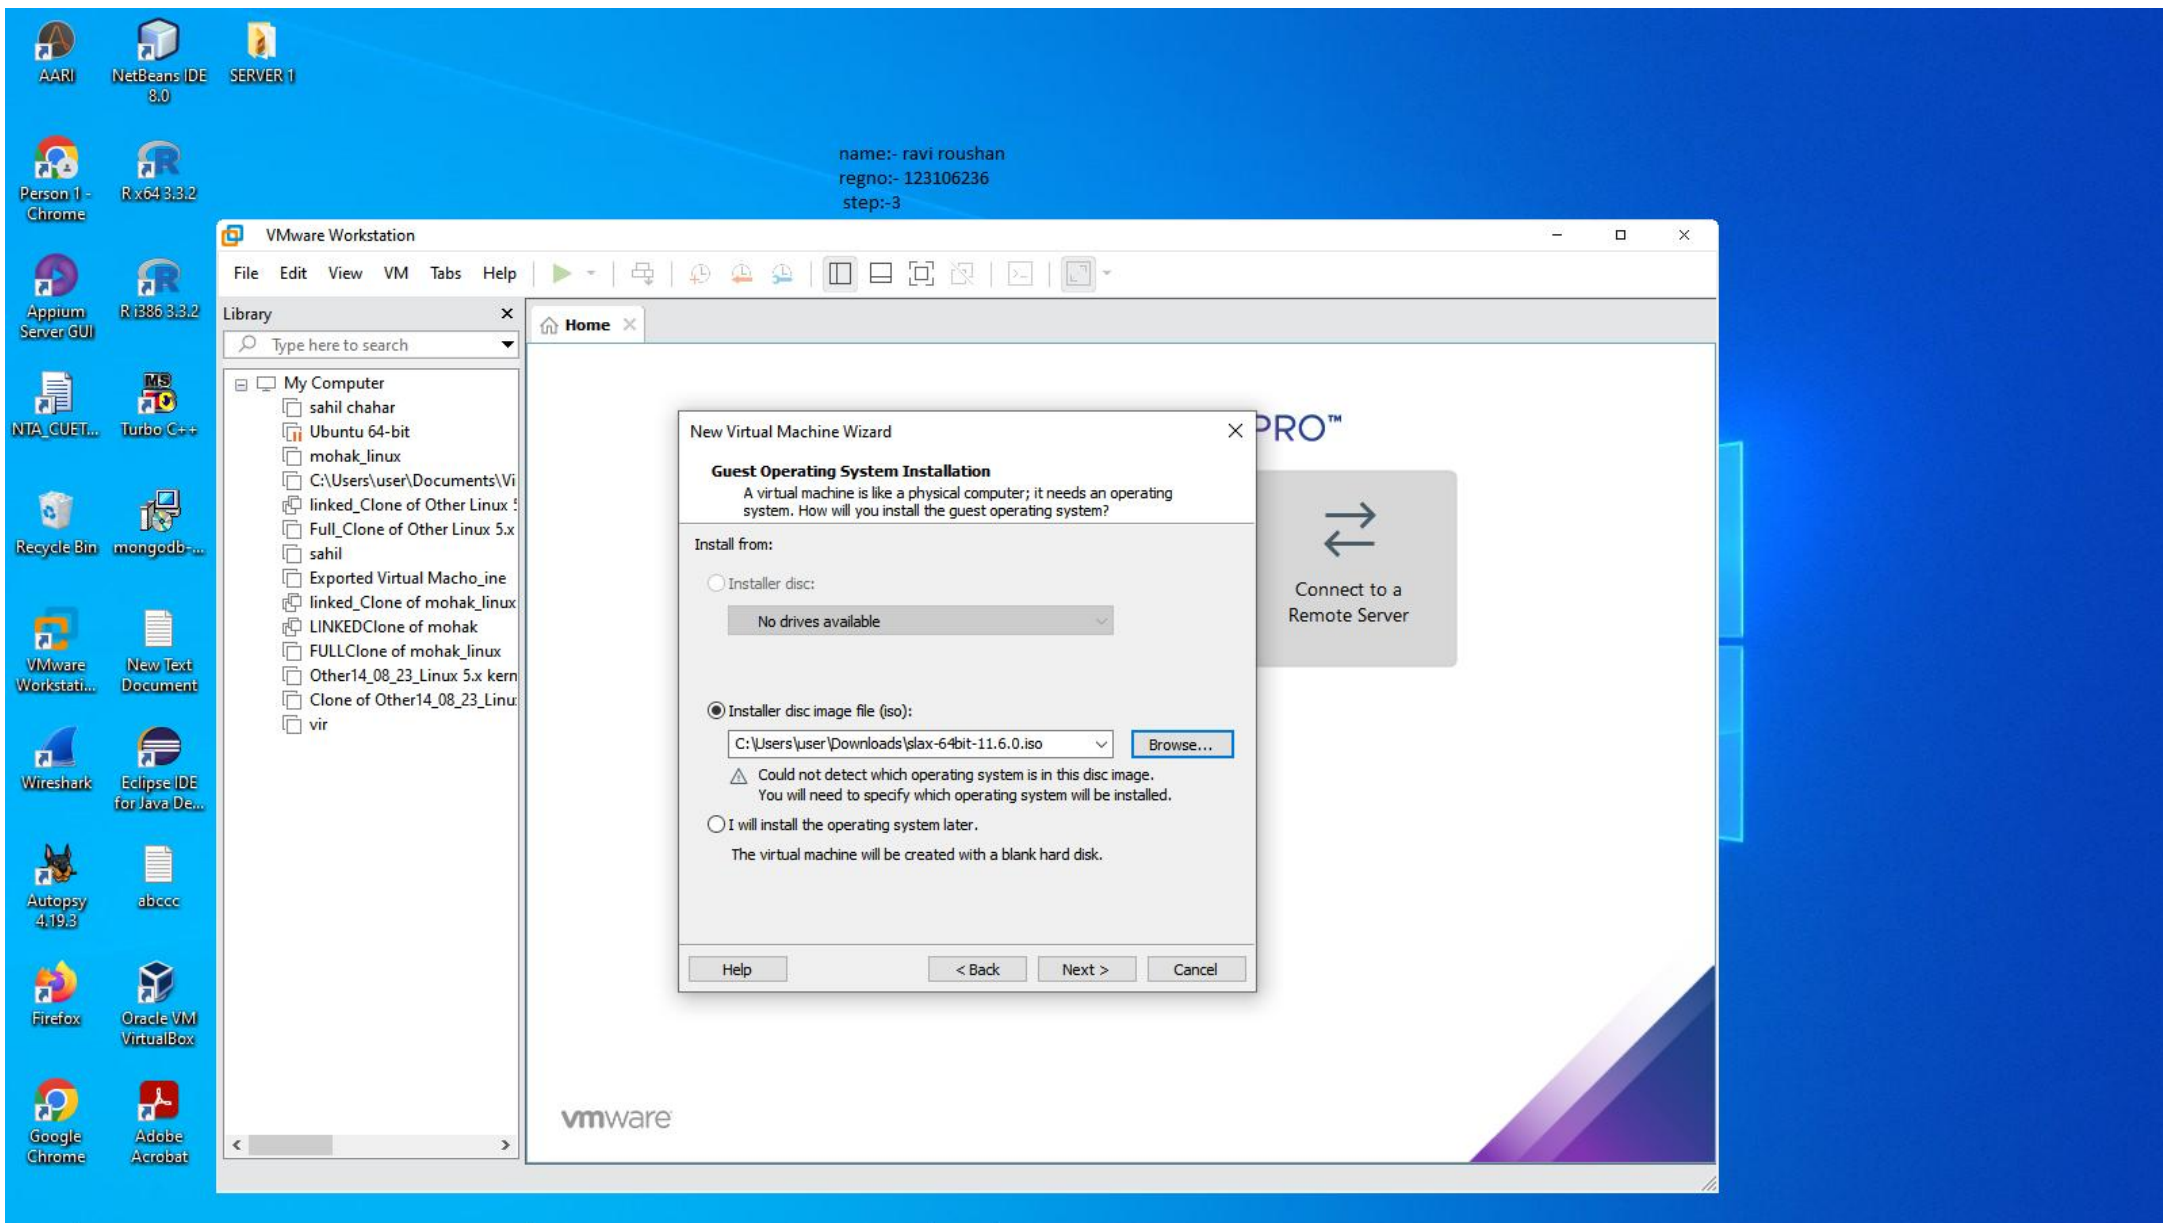 AARI
NetBeans IDE
8.0
SERVER 1
Person 1 -
Chrome
R x64 3.3.2
Appium
Server GUI
R i386 3.3.2
NTA_CUET...
MS
Turbo C++
Recycle Bin
mongodb-...
VMware
Workstati...
New Text
Document
Wireshark
Eclipse IDE
for Java De...
Autopsy
4.19.3
abccc
Firefox
Oracle VM
VirtualBox
Google
Chrome
Adobe
Acrobat
name:- ravi roushan
regno:- 123106236
step:-3
VMware Workstation
File Edit View VM Tabs Help
Library
Type here to search
My Computer
sahil chahar
Ubuntu 64-bit
mohak_linux
C:\Users\user\Documents\Vi
linked_Clone of Other Linux
Full_Clone of Other Linux 5.x
sahil
Exported Virtual Macho_ine
linked_Clone of mohak_linux
LINKEDClone of mohak
FULLClone of mohak_linux
Other14_08_23_Linux 5.x kern
Clone of Other14_08_23_Linu
vir
Home
PRO™
New Virtual Machine Wizard
Guest Operating System Installation
A virtual machine is like a physical computer; it needs an operating
system. How will you install the guest operating system?
Install from:
Installer disc:
No drives available
Installer disc image file (iso):
C:\Users\user\Downloads\slax-64bit-11.6.0.iso
Browse...
Could not detect which operating system is in this disc image.
You will need to specify which operating system will be installed.
I will install the operating system later.
The virtual machine will be created with a blank hard disk.
Help
< Back
Next >
Cancel
Connect to a
Remote Server
vmware